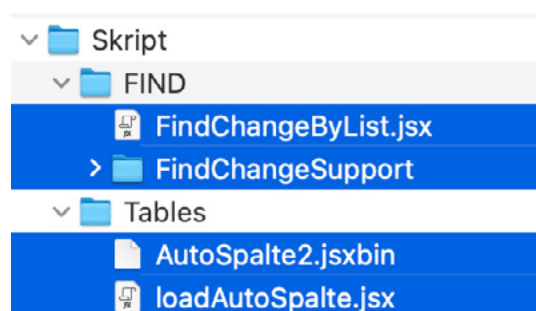 Skript
FIND
FindChangeByList.jsx
FindChangeSupport
Tables
AutoSpalte2.jsxbin
loadAutoSpalte.jsx